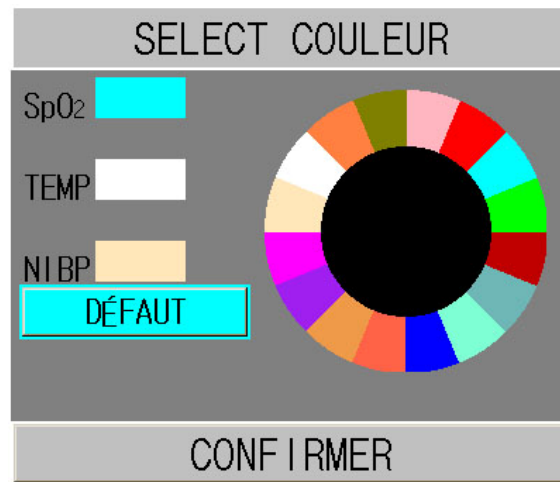 SELECT COULEUR
SpO₂
TEMP
NIBP
DÉFAUT
CONFIRMER